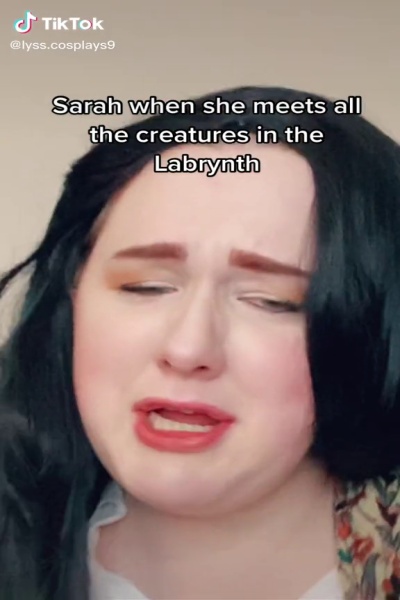 TikTok
@lyss.cosplays9
Sarah when she meets all
the creatures in the
Labrynth